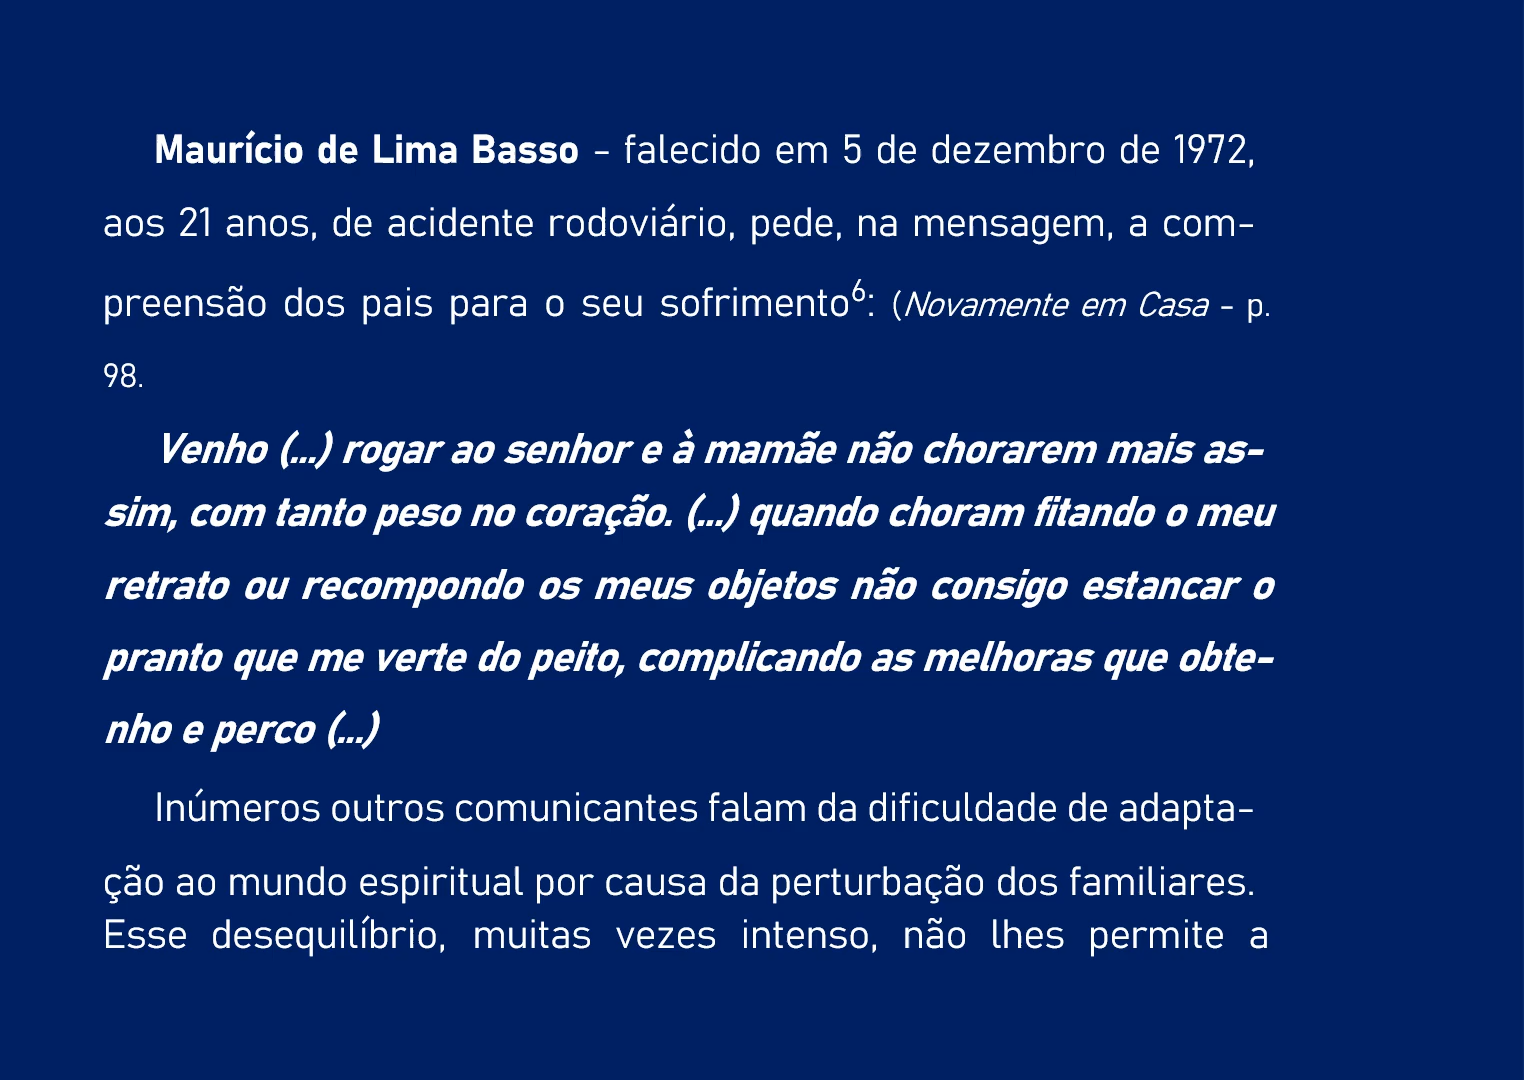 Maurício de Lima Basso - falecido em 5 de dezembro de 1972,
aos 21 anos, de acidente rodoviário, pede, na mensagem, a com-
preensão dos pais para o seu sofrimento⁶: (Novamente em Casa - p.
98.
Venho (...) rogar ao senhor e à mamãe não chorarem mais as-
sim, com tanto peso no coração. (...) quando choram fitando o meu
retrato ou recompondo os meus objetos não consigo estancar o
pranto que me verte do peito, complicando as melhoras que obte-
nho e perco (...)
Inúmeros outros comunicantes falam da dificuldade de adapta-
ção ao mundo espiritual por causa da perturbação dos familiares.
Esse desequilíbrio, muitas vezes intenso, não lhes permite a